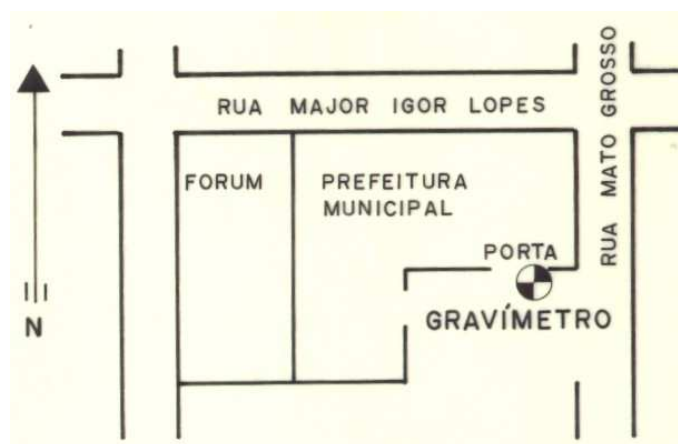 RUA MAJOR IGOR LOPES
RUA MATO GROSSO
FORUM
PREFEITURA
MUNICIPAL
PORTA
GRAVÍMETRO
N